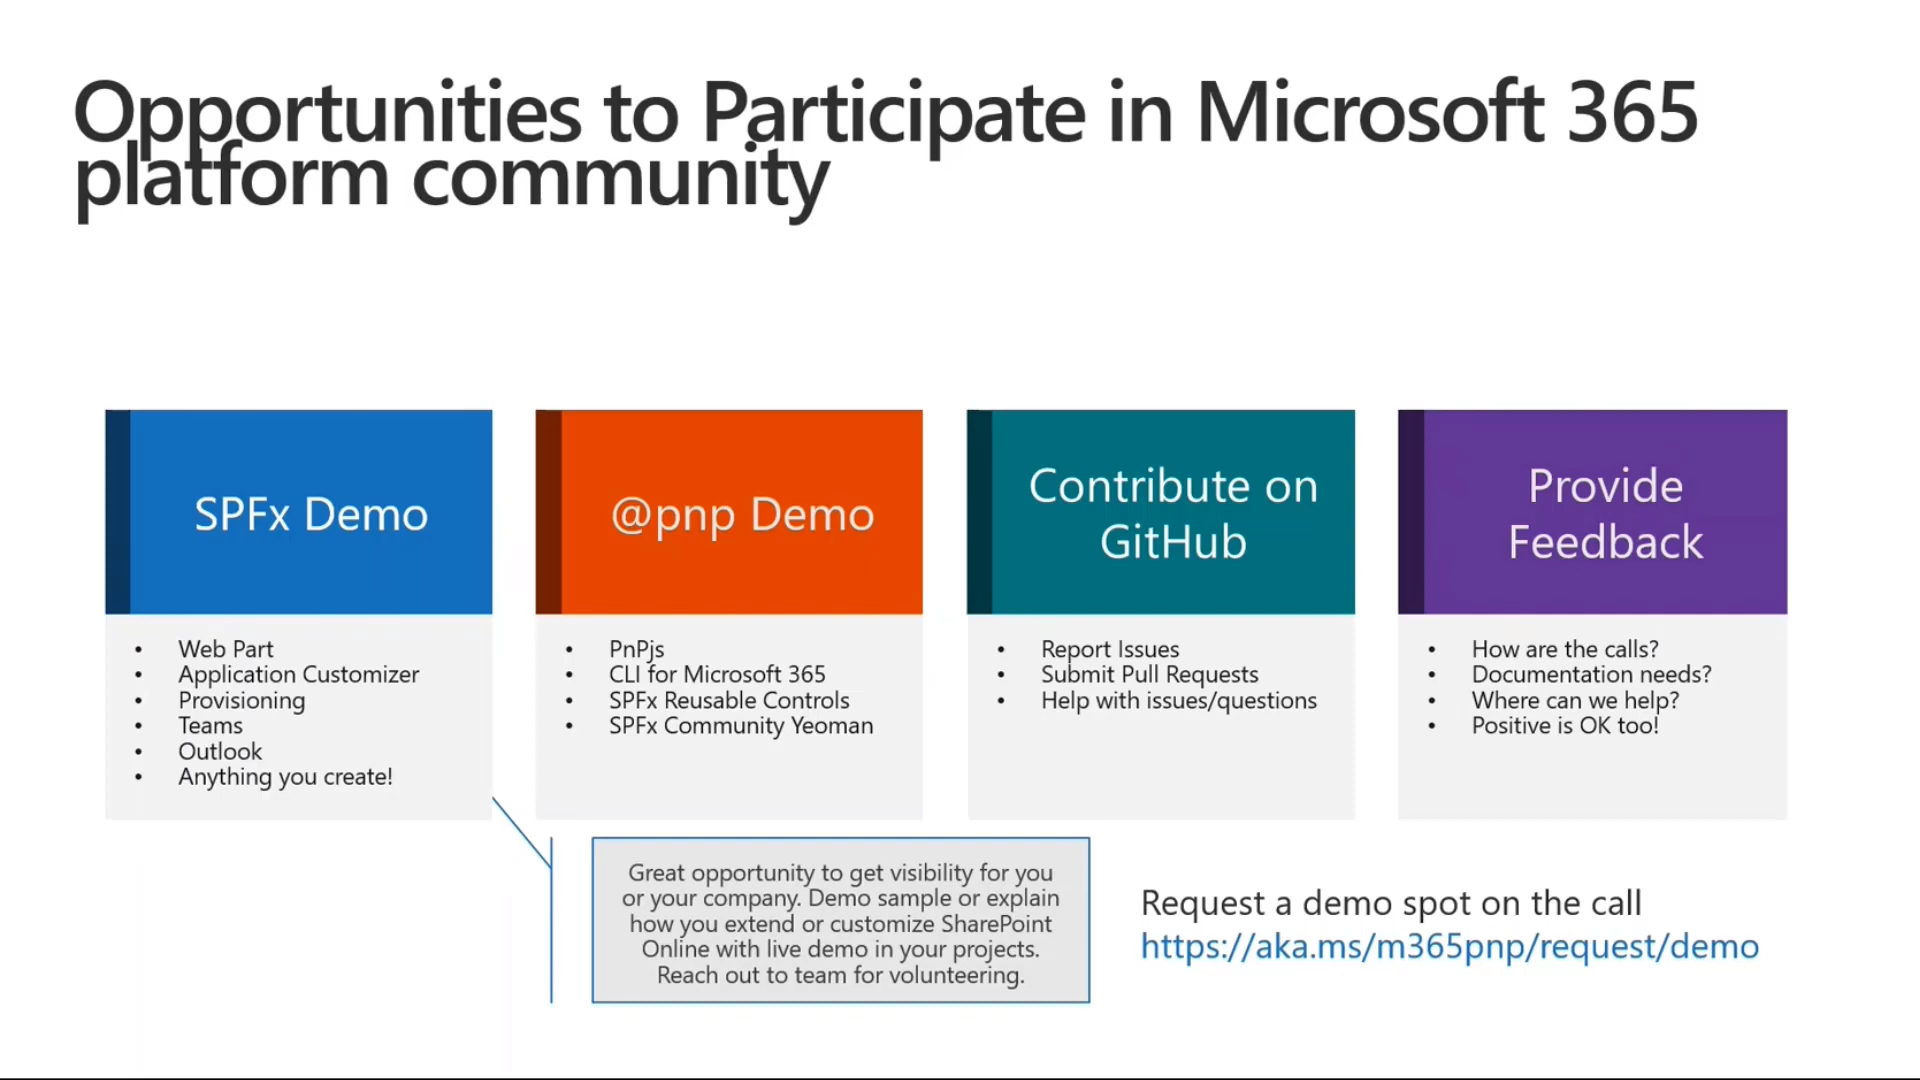 Opportunities to Participate in Microsoft 365
platform community
SPFx Demo
• Web Part
• Application Customizer
• Provisioning
• Teams
• Outlook
• Anything you create!
@pnp Demo
• PnPjs
• CLI for Microsoft 365
• SPFx Reusable Controls
• SPFx Community Yeoman
Contribute on
GitHub
• Report Issues
• Submit Pull Requests
• Help with issues/questions
Provide
Feedback
• How are the calls?
• Documentation needs?
• Where can we help?
• Positive is OK too!
Great opportunity to get visibility for you
or your company. Demo sample or explain
how you extend or customize SharePoint
Online with live demo in your projects.
Reach out to team for volunteering.
Request a demo spot on the call
https://aka.ms/m365pnp/request/demo